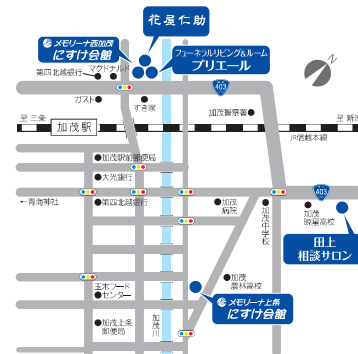 花屋仁助
メモリーナ西加茂
にすけ会館
フューネラルリビング&ルーム
プリエール
マクドナルド
第四北越銀行
403
ガスト
すき家
加茂警察署
N
至 三条
至 新潟
加茂駅
JR信越本線
加茂駅前郵便局
大光銀行
403
←青海神社
第四北越銀行
加茂
病院
加茂中学校
加茂
暁星高校
田上
相談サロン
玉木フード
センター
加茂
農林高校
メモリーナ上条
にすけ会館
加茂上条
郵便局
加茂川